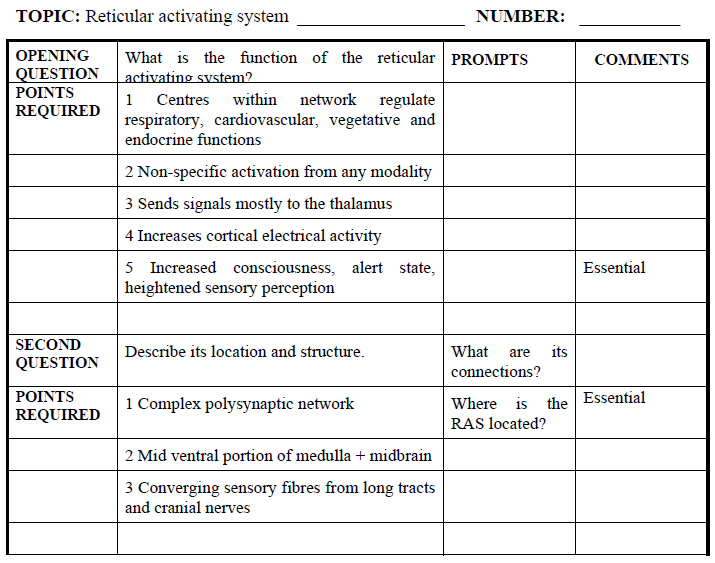 TOPIC: Reticular activating system ___________________ NUMBER: ___________
OPENING QUESTION
What is the function of the reticular
activating system?
PROMPTS
COMMENTS
POINTS REQUIRED
1 Centres within network regulate
respiratory, cardiovascular, vegetative and
endocrine functions
2 Non-specific activation from any modality
3 Sends signals mostly to the thalamus
4 Increases cortical electrical activity
5 Increased consciousness, alert state,
heightened sensory perception
Essential
SECOND QUESTION
Describe its location and structure.
What are its
connections?
POINTS REQUIRED
1 Complex polysynaptic network
Where is the
RAS located?
Essential
2 Mid ventral portion of medulla + midbrain
3 Converging sensory fibres from long tracts
and cranial nerves